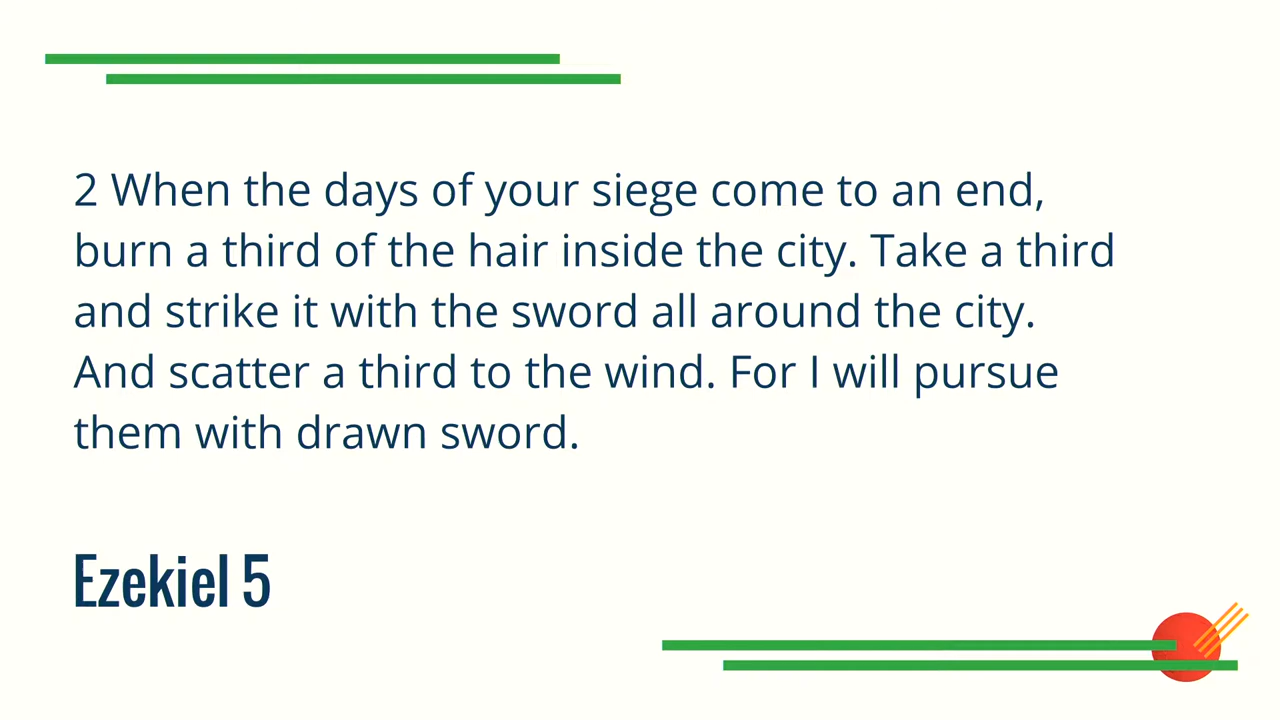 2 When the days of your siege come to an end,
burn a third of the hair inside the city. Take a third
and strike it with the sword all around the city.
And scatter a third to the wind. For I will pursue
them with drawn sword.
Ezekiel 5